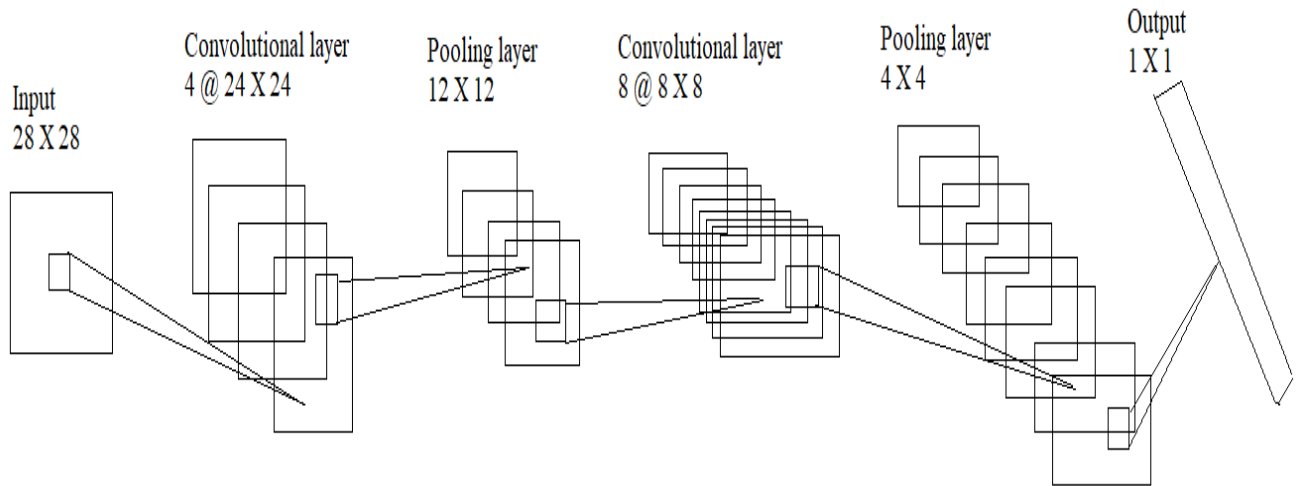 Input
28 X 28
Convolutional layer
4 @ 24 X 24
Pooling layer
12 X 12
Convolutional layer
8 @ 8 X 8
Pooling layer
4 X 4
Output
1 X 1